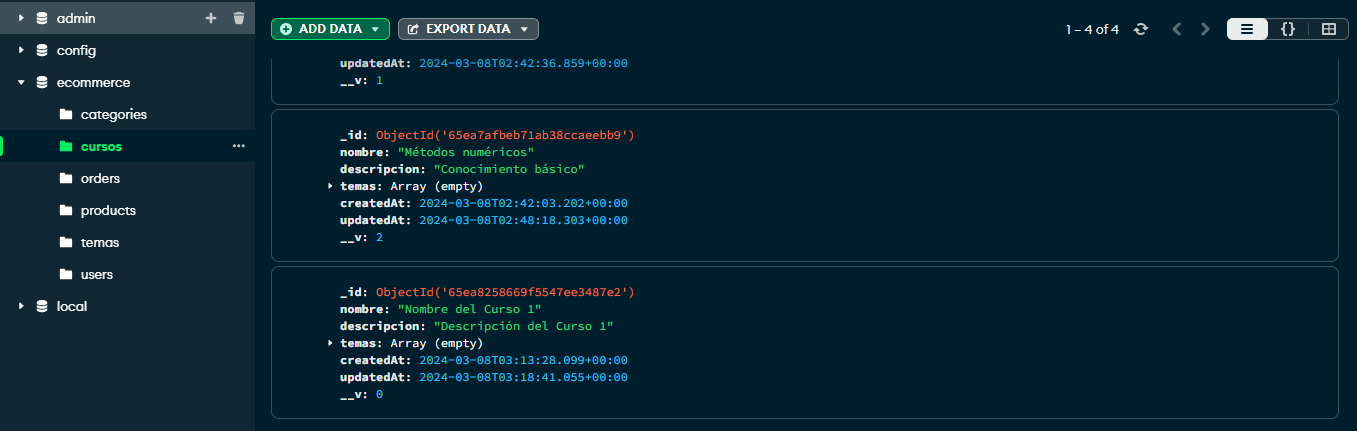 admin
config
ecommerce
categories
cursos
orders
products
temas
users
local
ADD DATA
EXPORT DATA
1 – 4 of 4
{}
updatedAt: 2024-03-08T02:42:36.859+00:00
__v: 1
_id: ObjectId('65ea7afbeb71ab38ccaeebb9')
nombre: "Métodos numéricos"
descripcion: "Conocimiento básico"
temas: Array (empty)
createdAt: 2024-03-08T02:42:03.202+00:00
updatedAt: 2024-03-08T02:48:18.303+00:00
__v: 2
_id: ObjectId('65ea8258669f5547ee3487e2')
nombre: "Nombre del Curso 1"
descripcion: "Descripción del Curso 1"
temas: Array (empty)
createdAt: 2024-03-08T03:13:28.099+00:00
updatedAt: 2024-03-08T03:18:41.055+00:00
__v: 0